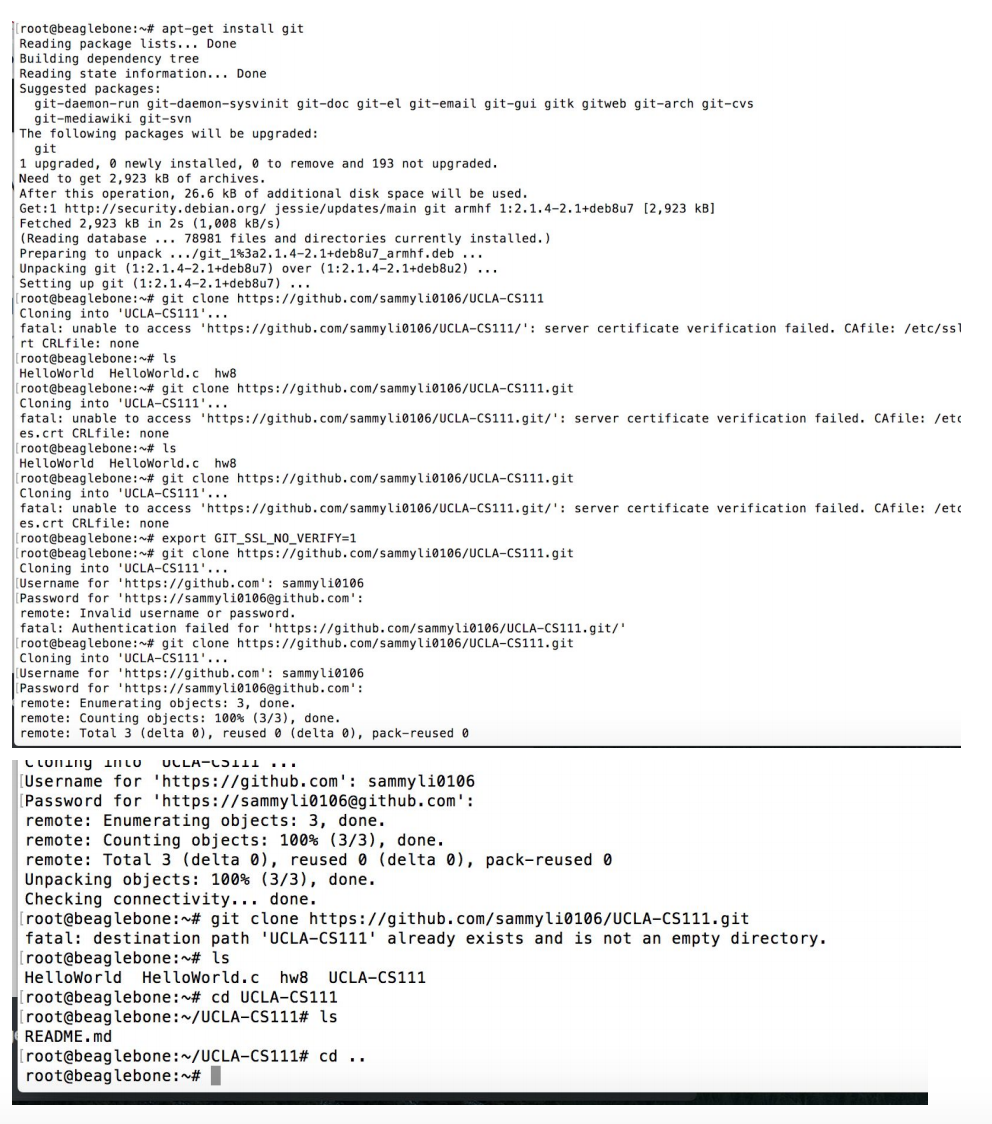 [root@beaglebone:~# apt-get install git
Reading package lists... Done
Building dependency tree
Reading state information... Done
Suggested packages:
  git-daemon-run git-daemon-sysvinit git-doc git-el git-email git-gui gitk gitweb git-arch git-cvs
  git-mediawiki git-svn
The following packages will be upgraded:
  git
1 upgraded, 0 newly installed, 0 to remove and 193 not upgraded.
Need to get 2,923 kB of archives.
After this operation, 26.6 kB of additional disk space will be used.
Get:1 http://security.debian.org/ jessie/updates/main git armhf 1:2.1.4-2.1+deb8u7 [2,923 kB]
Fetched 2,923 kB in 2s (1,008 kB/s)
(Reading database ... 78981 files and directories currently installed.)
Preparing to unpack .../git_1%3a2.1.4-2.1+deb8u7_armhf.deb ...
Unpacking git (1:2.1.4-2.1+deb8u7) over (1:2.1.4-2.1+deb8u2) ...
Setting up git (1:2.1.4-2.1+deb8u7) ...
[root@beaglebone:~# git clone https://github.com/sammyli0106/UCLA-CS111
Cloning into 'UCLA-CS111'...
fatal: unable to access 'https://github.com/sammyli0106/UCLA-CS111/': server certificate verification failed. CAfile: /etc/ssl
rt CRLfile: none
[root@beaglebone:~# ls
HelloWorld  HelloWorld.c  hw8
[root@beaglebone:~# git clone https://github.com/sammyli0106/UCLA-CS111.git
Cloning into 'UCLA-CS111'...
fatal: unable to access 'https://github.com/sammyli0106/UCLA-CS111.git/': server certificate verification failed. CAfile: /etc
es.crt CRLfile: none
[root@beaglebone:~# ls
HelloWorld  HelloWorld.c  hw8
[root@beaglebone:~# git clone https://github.com/sammyli0106/UCLA-CS111.git
Cloning into 'UCLA-CS111'...
fatal: unable to access 'https://github.com/sammyli0106/UCLA-CS111.git/': server certificate verification failed. CAfile: /etc
es.crt CRLfile: none
[root@beaglebone:~# export GIT_SSL_NO_VERIFY=1
[root@beaglebone:~# git clone https://github.com/sammyli0106/UCLA-CS111.git
Cloning into 'UCLA-CS111'...
[Username for 'https://github.com': sammyli0106
[Password for 'https://sammyli0106@github.com':
remote: Invalid username or password.
fatal: Authentication failed for 'https://github.com/sammyli0106/UCLA-CS111.git/'
[root@beaglebone:~# git clone https://github.com/sammyli0106/UCLA-CS111.git
Cloning into 'UCLA-CS111'...
[Username for 'https://github.com': sammyli0106
[Password for 'https://sammyli0106@github.com':
remote: Enumerating objects: 3, done.
remote: Counting objects: 100% (3/3), done.
remote: Total 3 (delta 0), reused 0 (delta 0), pack-reused 0
Cloning into 'UCLA-CS111'...
[Username for 'https://github.com': sammyli0106
[Password for 'https://sammyli0106@github.com':
remote: Enumerating objects: 3, done.
remote: Counting objects: 100% (3/3), done.
remote: Total 3 (delta 0), reused 0 (delta 0), pack-reused 0
Unpacking objects: 100% (3/3), done.
Checking connectivity... done.
[root@beaglebone:~# git clone https://github.com/sammyli0106/UCLA-CS111.git
fatal: destination path 'UCLA-CS111' already exists and is not an empty directory.
[root@beaglebone:~# ls
HelloWorld  HelloWorld.c  hw8  UCLA-CS111
[root@beaglebone:~# cd UCLA-CS111
[root@beaglebone:~/UCLA-CS111# ls
README.md
[root@beaglebone:~/UCLA-CS111# cd ..
root@beaglebone:~#